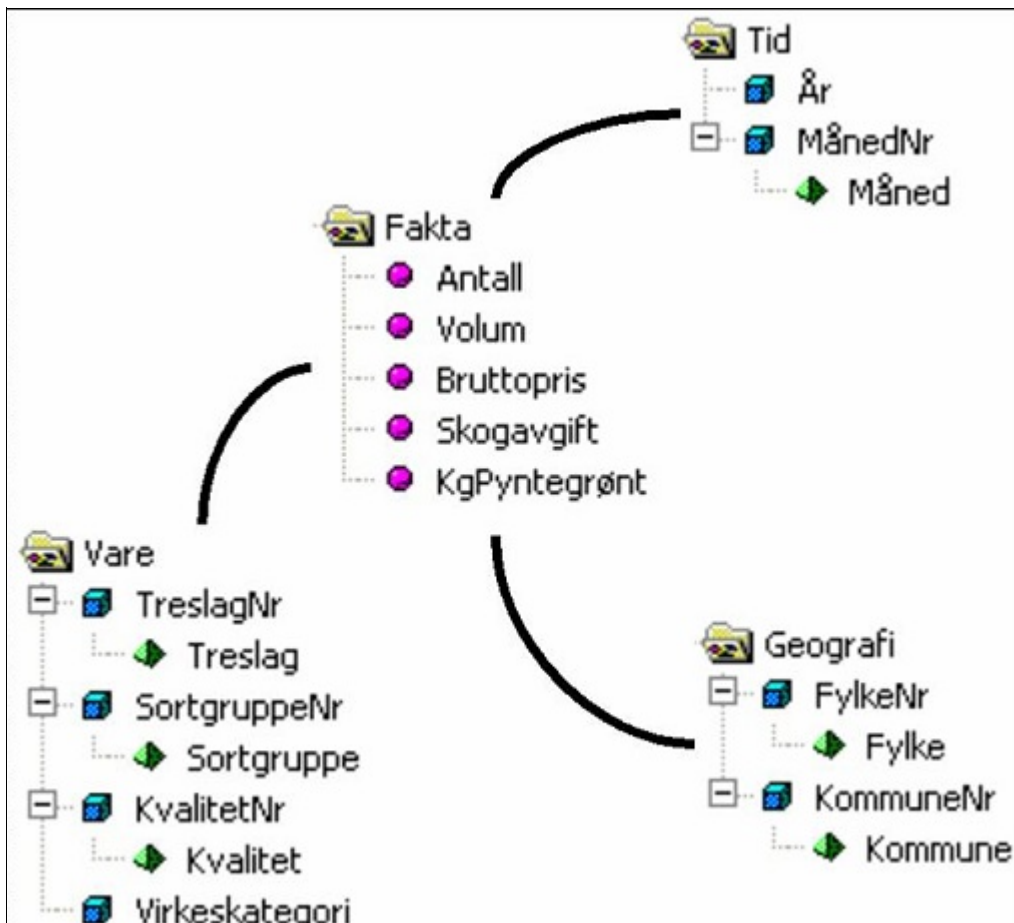 Tid
År
MånedNr
Måned
Fakta
Antall
Volum
Bruttopris
Skogavgift
KgPyntegrønt
Vare
TreslagNr
Treslag
SortgruppeNr
Sortgruppe
KvalitetNr
Kvalitet
Virkeskategori
Geografi
FylkeNr
Fylke
KommuneNr
Kommune